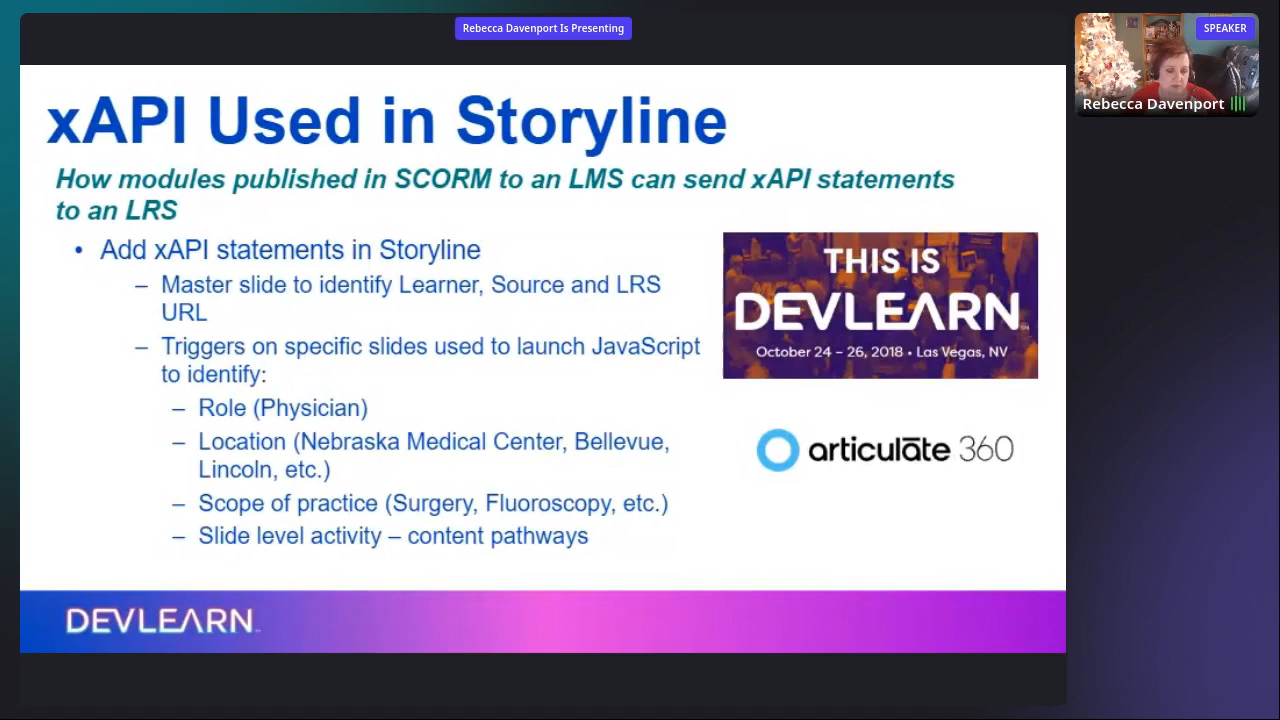 Rebecca Davenport Is Presenting
SPEAKER
Rebecca Davenport
xAPI Used in Storyline
How modules published in SCORM to an LMS can send xAPI statements
to an LRS
• Add xAPI statements in Storyline
– Master slide to identify Learner, Source and LRS
URL
– Triggers on specific slides used to launch JavaScript
to identify:
– Role (Physician)
– Location (Nebraska Medical Center, Bellevue,
Lincoln, etc.)
– Scope of practice (Surgery, Fluoroscopy, etc.)
– Slide level activity – content pathways
THIS IS
DEVLEARN
October 24 – 26, 2018 • Las Vegas, NV
articulāte 360
DEVLEARN